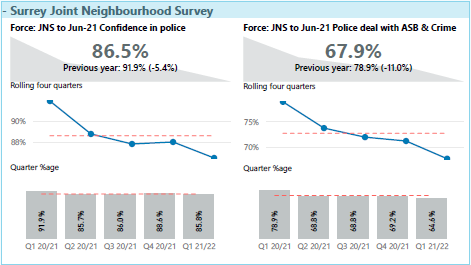 - Surrey Joint Neighbourhood Survey
Force: JNS to Jun-21 Confidence in police
86.5%
Previous year: 91.9% (-5.4%)
Rolling four quarters
90%
88%
Quarter %age
91.9%
85.7%
86.0%
88.6%
85.8%
Q1 20/21
Q2 20/21
Q3 20/21
Q4 20/21
Q1 21/22
Force: JNS to Jun-21 Police deal with ASB & Crime
67.9%
Previous year: 78.9% (-11.0%)
Rolling four quarters
75%
70%
Quarter %age
78.9%
68.8%
68.8%
69.2%
64.6%
Q1 20/21
Q2 20/21
Q3 20/21
Q4 20/21
Q1 21/22